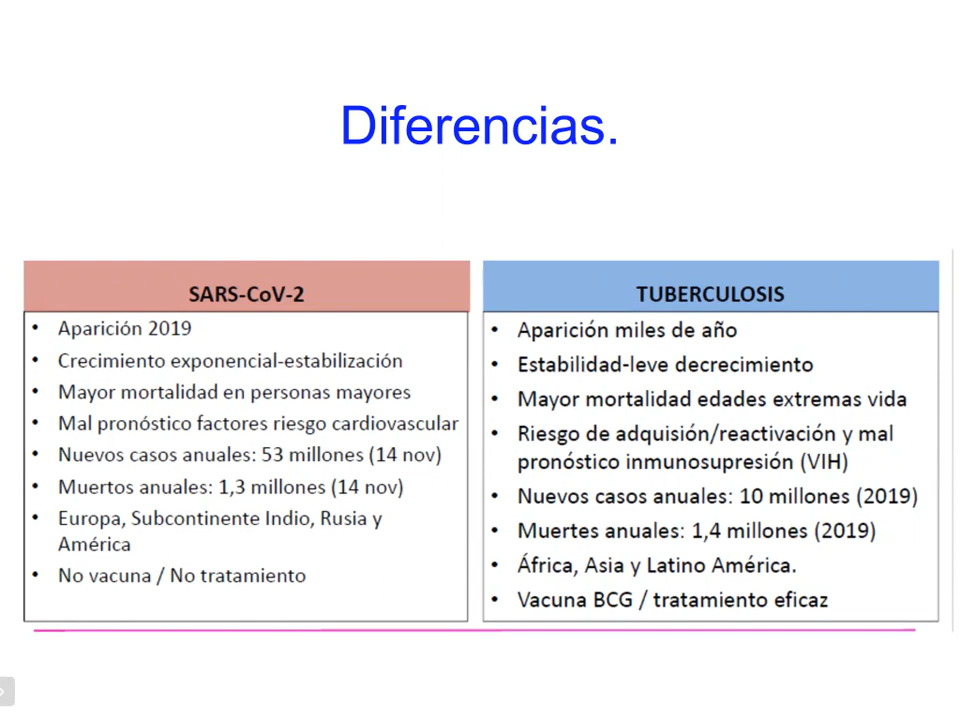 Diferencias.
SARS-CoV-2
• Aparición 2019
• Crecimiento exponencial-estabilización
• Mayor mortalidad en personas mayores
• Mal pronóstico factores riesgo cardiovascular
• Nuevos casos anuales: 53 millones (14 nov)
• Muertos anuales: 1,3 millones (14 nov)
• Europa, Subcontinente Indio, Rusia y
América
• No vacuna / No tratamiento
TUBERCULOSIS
• Aparición miles de año
• Estabilidad-leve decrecimiento
• Mayor mortalidad edades extremas vida
• Riesgo de adquisión/reactivación y mal
pronóstico inmunosupresión (VIH)
• Nuevos casos anuales: 10 millones (2019)
• Muertes anuales: 1,4 millones (2019)
• África, Asia y Latino América.
• Vacuna BCG / tratamiento eficaz